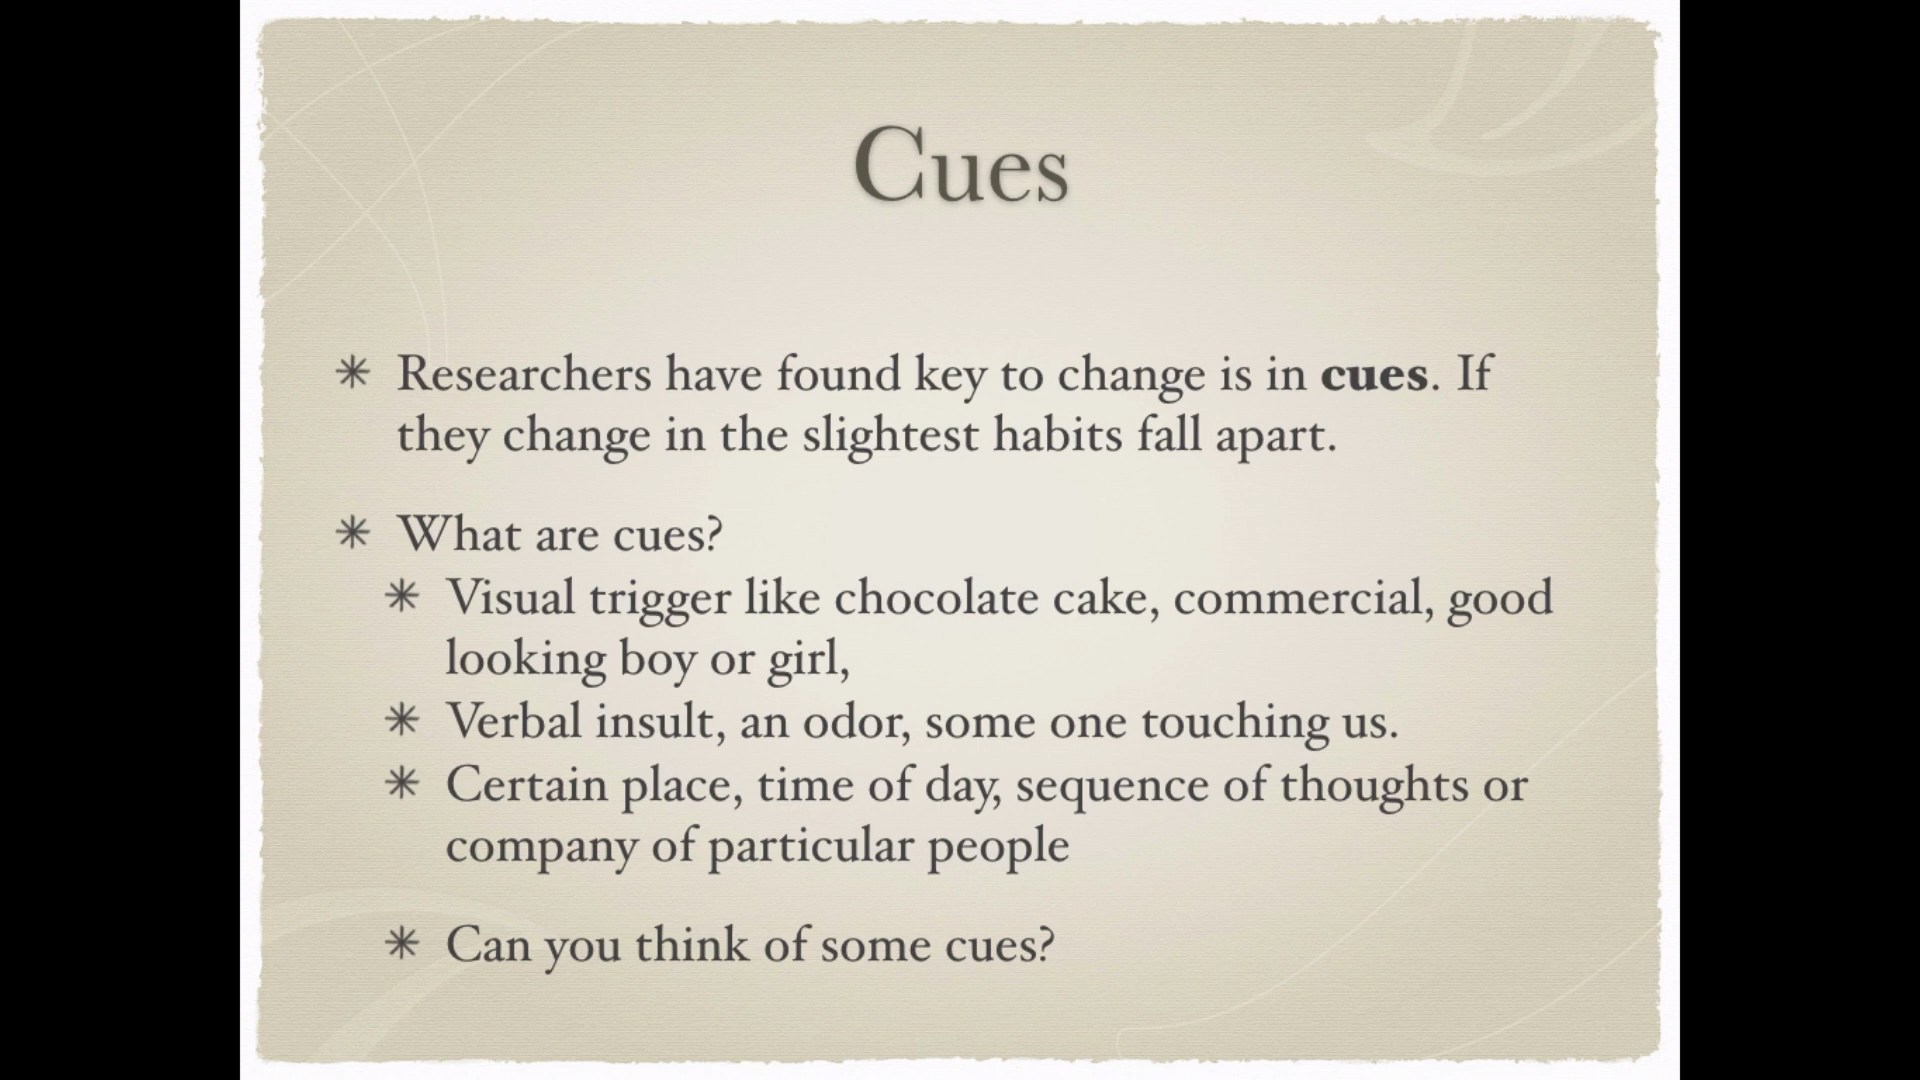 Cues
Researchers have found key to change is in cues. If
they change in the slightest habits fall apart.
What are cues?
Visual trigger like chocolate cake, commercial, good
looking boy or girl,
Verbal insult, an odor, some one touching us.
Certain place, time of day, sequence of thoughts or
company of particular people
Can you think of some cues?